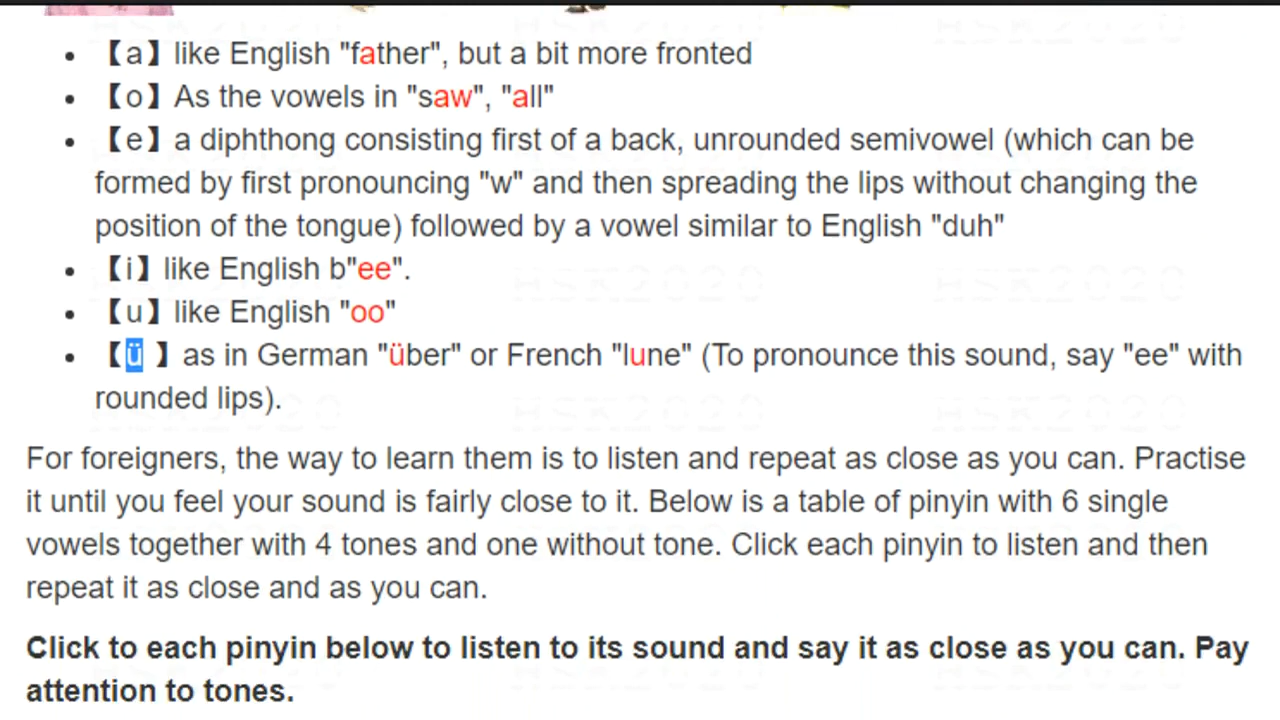 • 【a】like English "father", but a bit more fronted
• 【o】As the vowels in "saw", "all"
• 【e】a diphthong consisting first of a back, unrounded semivowel (which can be
formed by first pronouncing "w" and then spreading the lips without changing the
position of the tongue) followed by a vowel similar to English "duh"
• 【i】like English b"ee".
• 【u】like English "oo"
• 【ü 】as in German "über" or French "lune" (To pronounce this sound, say "ee" with
rounded lips).
For foreigners, the way to learn them is to listen and repeat as close as you can. Practise
it until you feel your sound is fairly close to it. Below is a table of pinyin with 6 single
vowels together with 4 tones and one without tone. Click each pinyin to listen and then
repeat it as close and as you can.
Click to each pinyin below to listen to its sound and say it as close as you can. Pay
attention to tones.